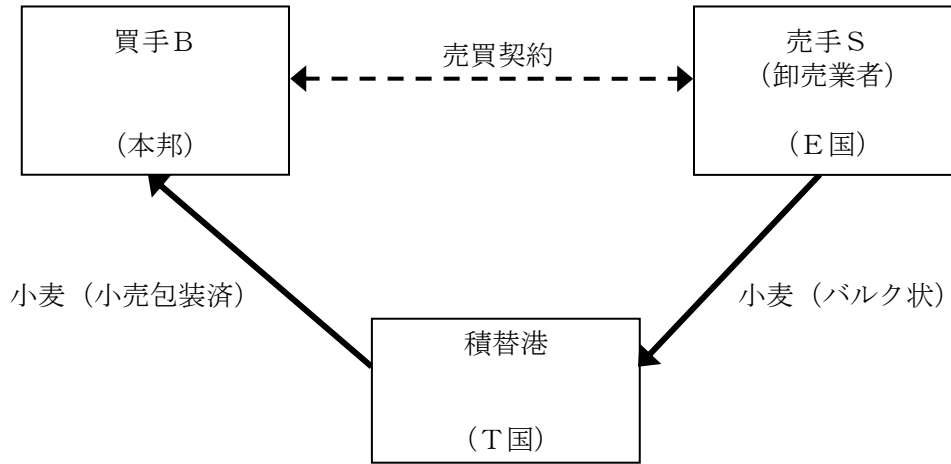 買手Ｂ
(本邦)
売買契約
売手Ｓ
(卸売業者)
(Ｅ国)
小麦（小売包装済）
小麦（バルク状）
積替港
(Ｔ国)